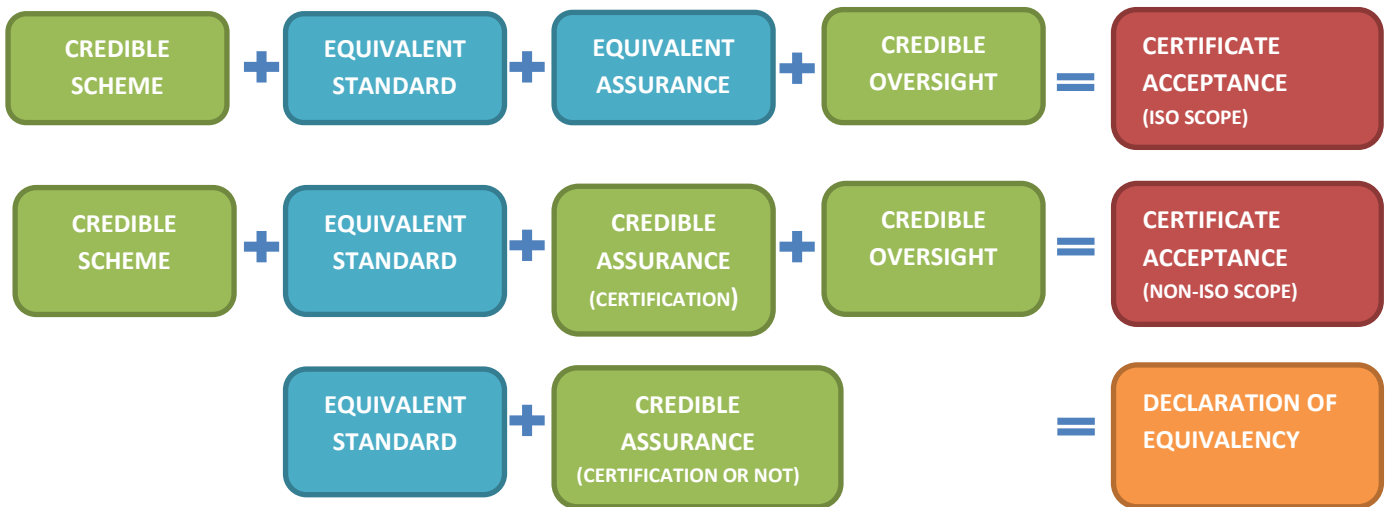 CREDIBLE
SCHEME
EQUIVALENT
STANDARD
EQUIVALENT
ASSURANCE
CREDIBLE
OVERSIGHT
CERTIFICATE
ACCEPTANCE
(ISO SCOPE)
CREDIBLE
SCHEME
EQUIVALENT
STANDARD
CREDIBLE
ASSURANCE
(CERTIFICATION)
CREDIBLE
OVERSIGHT
CERTIFICATE
ACCEPTANCE
(NON-ISO SCOPE)
EQUIVALENT
STANDARD
CREDIBLE
ASSURANCE
(CERTIFICATION OR NOT)
DECLARATION OF
EQUIVALENCY